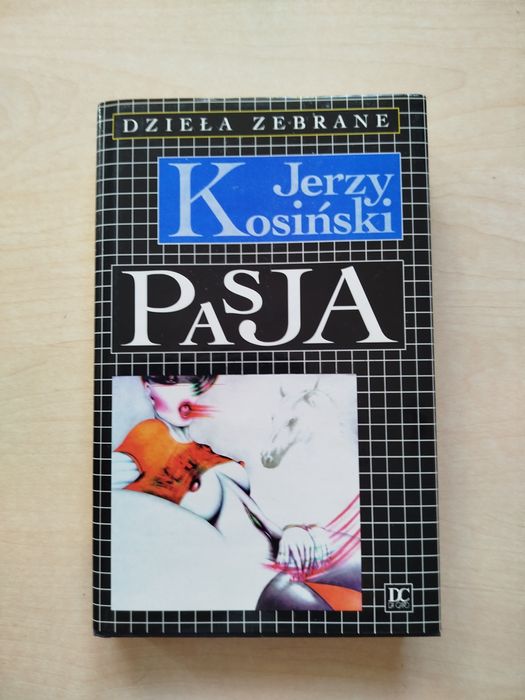 DZIEŁA ZEBRANE
Jerzy
Kosiński
PASJA
DC